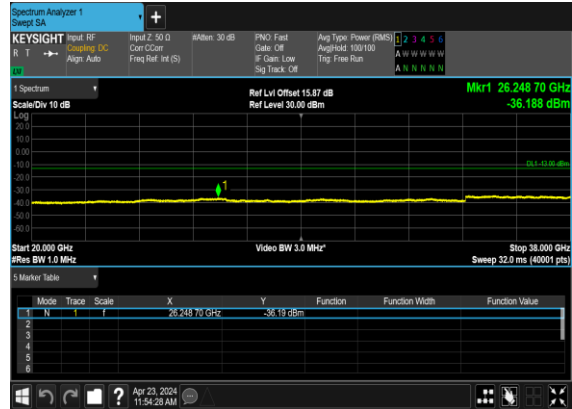 Spectrum Analyzer 1
Swept SA
+
KEYSIGHT Input: RF Input Z: 50 Ω #Atten: 30 dB PNO: Fast Avg Type: Power (RMS) 1 2 3 4 5 6
R T Coupling: DC Corr CCorr Gate: Off Avg|Hold: 100/100 A W W W W W
Align: Auto Freq Ref: Int (S) IF Gain: Low Trig: Free Run
Sig Track: Off A N N N N N
1 Spectrum Ref Lvl Offset 15.87 dB Mkr1 26.248 70 GHz
Scale/Div 10 dB Ref Level 30.00 dBm -36.188 dBm
Log
20.0
10.0
0.00
-10.0 DL1 -13.00 dBm
-20.0
-30.0 1
-40.0
-50.0
-60.0
Start 20.000 GHz Video BW 3.0 MHz* Stop 38.000 GHz
#Res BW 1.0 MHz Sweep 32.0 ms (40001 pts)
5 Marker Table
Mode Trace Scale X Y Function Function Width Function Value
1 N 1 f 26.248 70 GHz -36.19 dBm
2
3
4
5
6
? Apr 23, 2024
11:54:28 AM